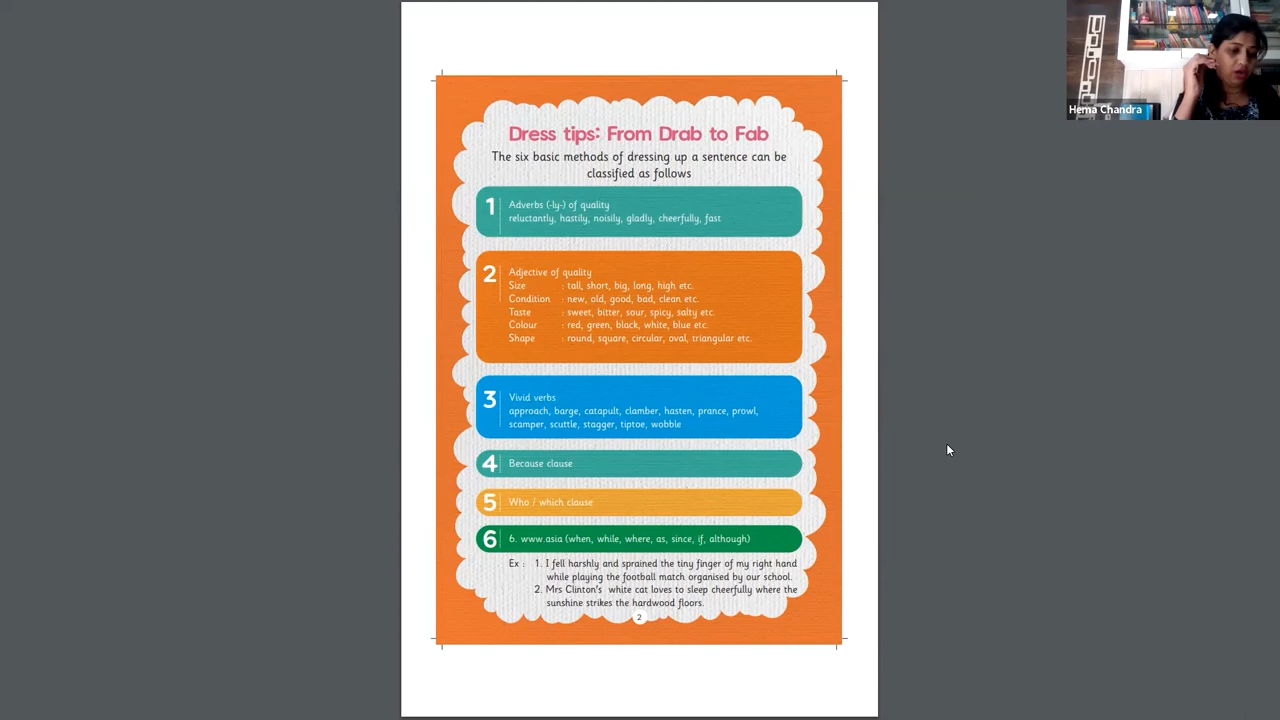 Dress tips: From Drab to Fab
The six basic methods of dressing up a sentence can be
classified as follows
1
Adverbs (-ly-) of quality
reluctantly, hastily, noisily, gladly, cheerfully, fast
2
Adjective of quality
Size : tall, short, big, long, high etc.
Condition : new, old, good, bad, clean etc.
Taste : sweet, bitter, sour, spicy, salty etc.
Colour : red, green, black, white, blue etc.
Shape : round, square, circular, oval, triangular etc.
3
Vivid verbs
approach, barge, catapult, clamber, hasten, prance, prowl,
scamper, scuttle, stagger, tiptoe, wobble
4
Because clause
5
Who / which clause
6
6. www.asia (when, while, where, as, since, if, although)
Ex : 1. I fell harshly and sprained the tiny finger of my right hand
while playing the football match organised by our school.
2. Mrs Clinton's white cat loves to sleep cheerfully where the
sunshine strikes the hardwood floors.
2
Hema Chandra